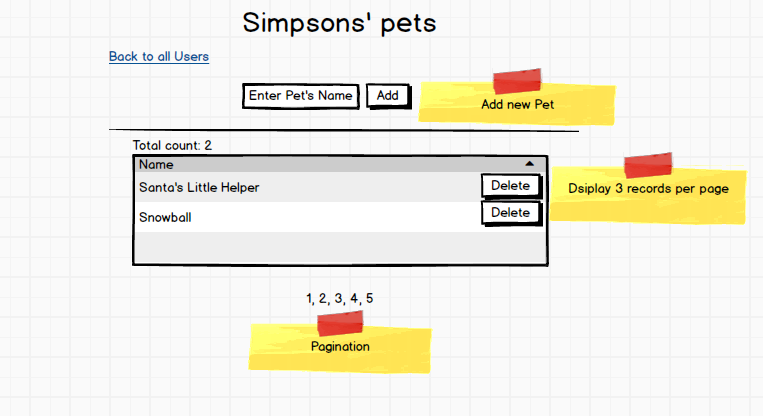 Simpsons' pets
Back to all Users
Enter Pet's Name
Add
Add new Pet
Total count: 2
Name
Santa's Little Helper
Delete
Dsiplay 3 records per page
Snowball
Delete
1, 2, 3, 4, 5
Pagination